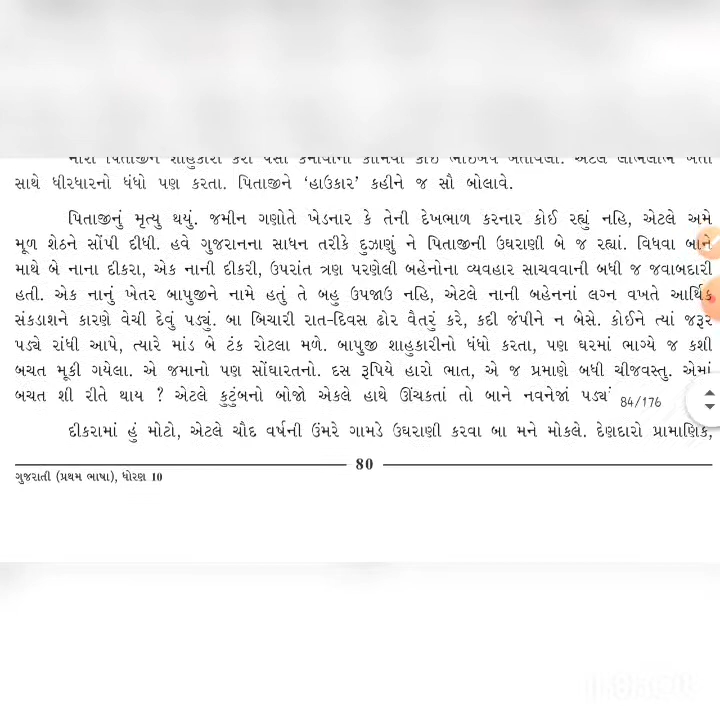 સાથે ધીરધારનો ધંધો પણ કરતા. પિતાજીને ‘હાઉકાર’ કહીને જ સૌ બોલાવે.
પિતાજીનું મૃત્યુ થયું. જમીન ગણોતે ખેડનાર કે તેની દેખભાળ કરનાર કોઈ રહ્યું નહિ, એટલે અમે
મૂળ શેઠને સોંપી દીધી. હવે ગુજરાનના સાધન તરીકે દુઝાણું ને પિતાજીની ઉઘરાણી બે જ રહ્યાં. વિધવા બાને
માથે બે નાના દીકરા, એક નાની દીકરી, ઉપરાંત ત્રણ પરણેલી બહેનોના વ્યવહાર સાચવવાની બધી જ જવાબદારી
હતી. એક નાનું ખેતર બાપુજીને નામે હતું તે બહુ ઉપજાઉ નહિ, એટલે નાની બહેનનાં લગ્ન વખતે આર્થિક
સંકડાશને કારણે વેચી દેવું પડ્યું. બા બિચારી રાત-દિવસ ઢોર વૈતરું કરે, કદી જંપીને ન બેસે. કોઈને ત્યાં જરૂર
પડ્યે રાંધી આપે, ત્યારે માંડ બે ટંક રોટલા મળે. બાપુજી શાહુકારીનો ધંધો કરતા, પણ ઘરમાં ભાગ્યે જ કશી
બચત મૂકી ગયેલા. એ જમાનો પણ સોંઘારતનો. દસ રૂપિયે હારો ભાત, એ જ પ્રમાણે બધી ચીજવસ્તુ. એમાં
બચત શી રીતે થાય ? એટલે કુટુંબનો બોજો એકલે હાથે ઊંચકતાં તો બાને નવનેજાં પડ્યાં 84/176
દીકરામાં હું મોટો, એટલે ચૌદ વર્ષની ઉંમરે ગામડે ઉઘરાણી કરવા બા મને મોકલે. દેણદારો પ્રામાણિક,
80
ગુજરાતી (પ્રથમ ભાષા), ધોરણ 10